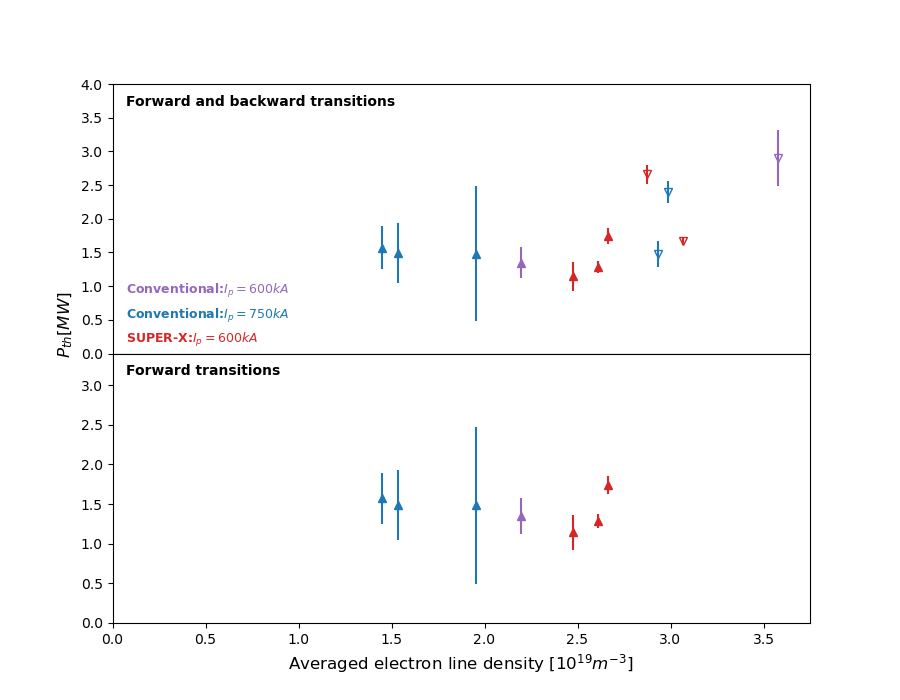 Forward and backward transitions
4.0
3.5
3.0
2.5
2.0
1.5
1.0
0.5
0.0
Conventional:I_p = 600kA
Conventional:I_p = 750kA
SUPER-X:I_p = 600kA
P_th[MW]
Forward transitions
3.0
2.5
2.0
1.5
1.0
0.5
0.0
0.0 0.5 1.0 1.5 2.0 2.5 3.0 3.5
Averaged electron line density [10^19 m^−3]